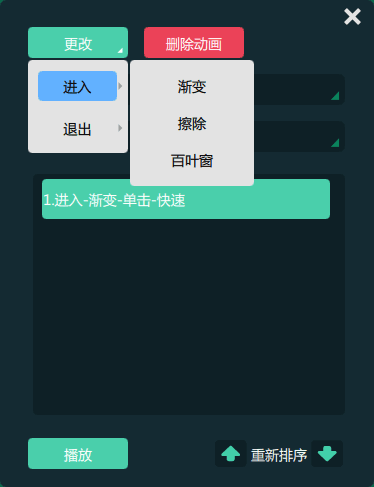 更改
删除动画
进入
退出
渐变
擦除
百叶窗
1.进入-渐变-单击-快速
播放
重新排序